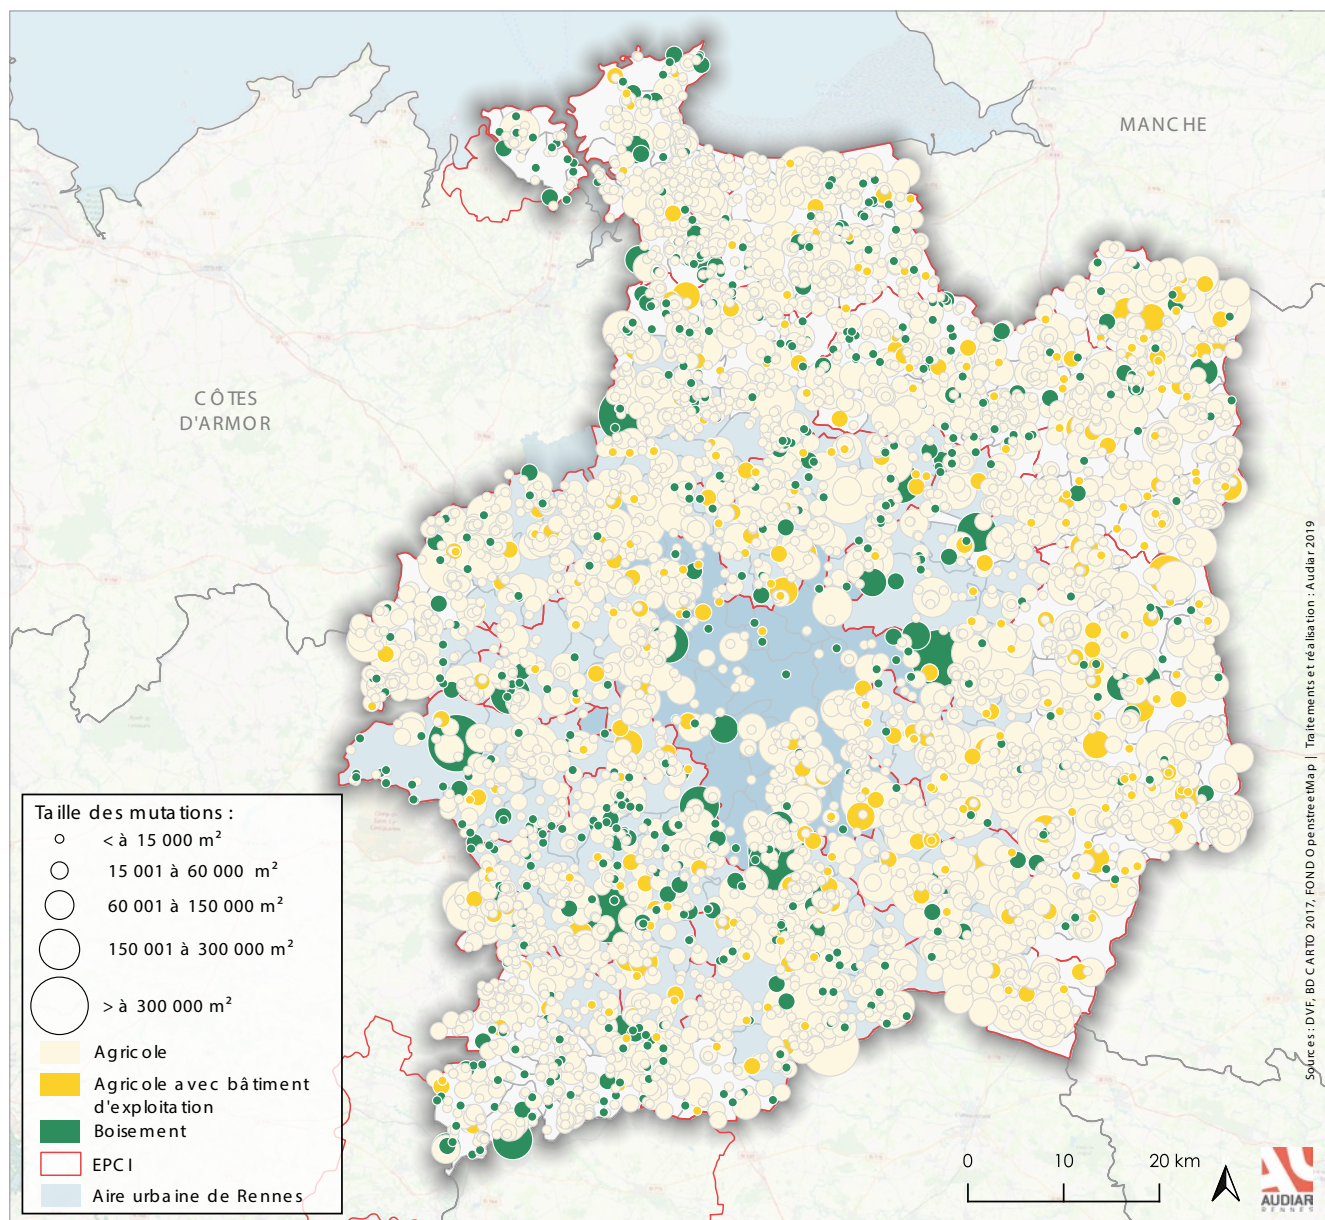 MANCHE
CÔTES
D'ARMOR
Taille des mutations :
< à 15 000 m²
15 001 à 60 000 m²
60 001 à 150 000 m²
150 001 à 300 000 m²
> à 300 000 m²
Agricole
Agricole avec bâtiment
d'exploitation
Boisement
EPCI
Aire urbaine de Rennes
0 10 20 km
AUDIAR
RENNES
Sources : DVF, BD CARTO 2017, FOND OpenstreetMap | Traitements et réalisation : Audiar 2019